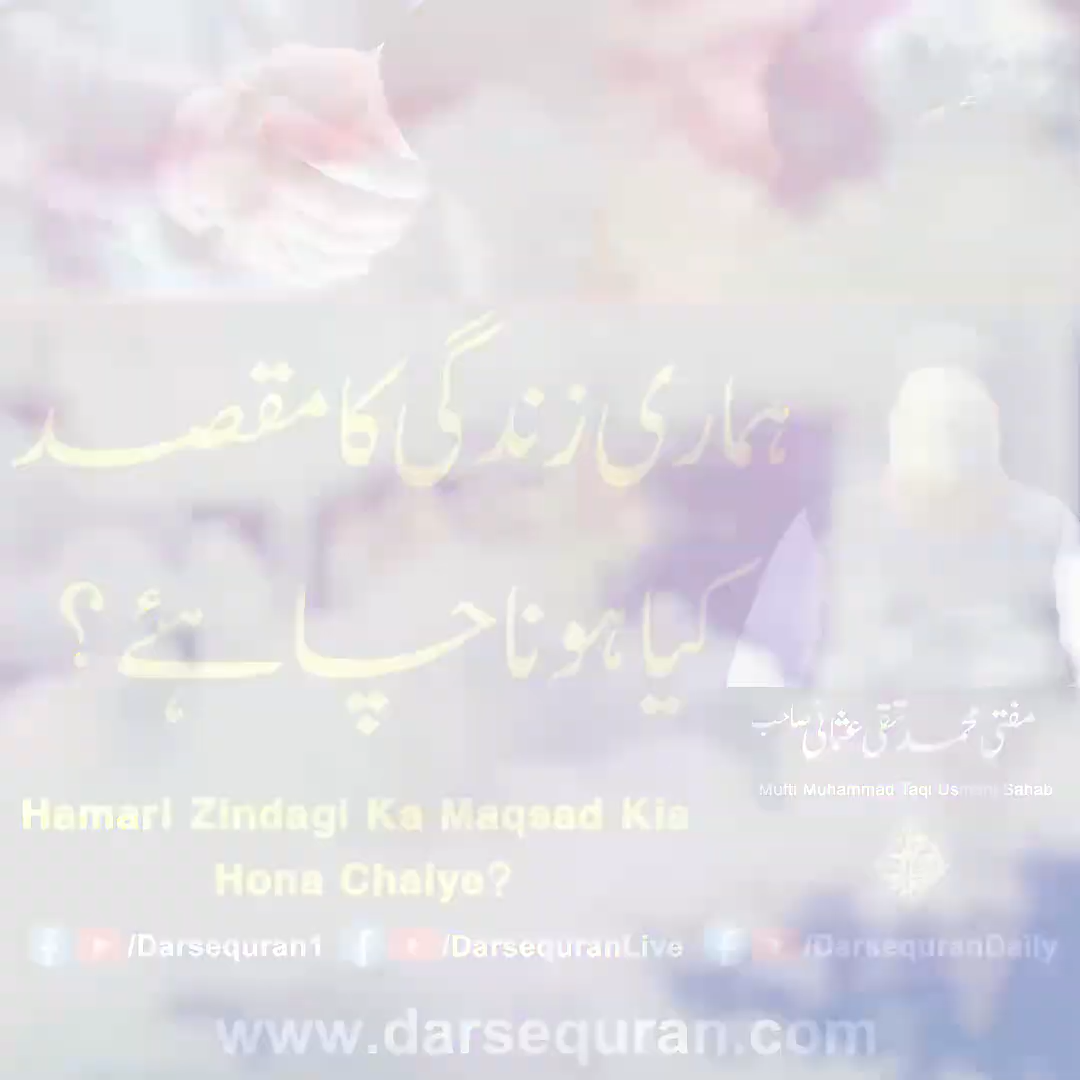 ہماری زندگی کا مقصد
کیا ہونا چاہئے؟
مفتی محمد تقی عثمانی صاحب
Mufti Muhammad Taqi Usmani Sahab
Hamari Zindagi Ka Maqsad Kia
Hona Chaiye?
/Darsequran1 /DarsequranLive /DarsequranDaily
www.darsequran.com